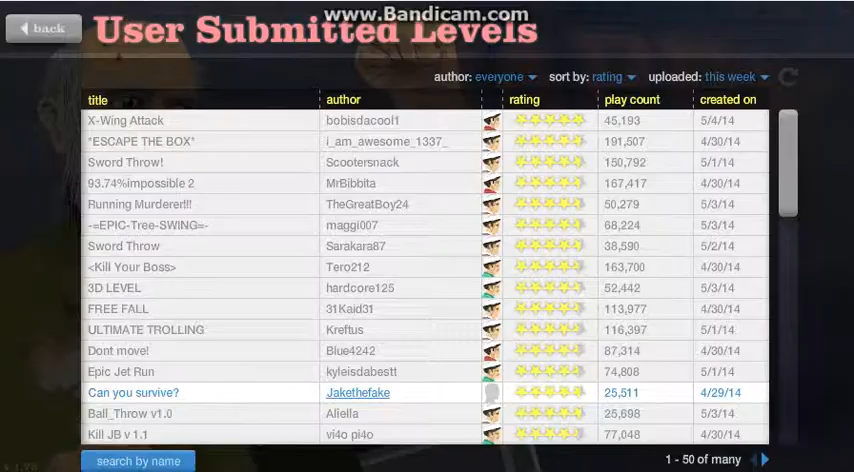 www.Bandicam.com
back
User Submitted Levels
author: everyone sort by: rating uploaded: this week
title author rating play count created on
X-Wing Attack bobisdacool1 45,193 5/4/14
*ESCAPE THE BOX* i_am_awesome_1337_ 191,507 4/30/14
Sword Throw! Scootersnack 150,792 5/1/14
93.74%impossible 2 MrBibbita 167,417 4/30/14
Running Murderer!!! TheGreatBoy24 50,279 5/3/14
-=EPIC-Tree-SWING=- maggi007 68,224 5/3/14
Sword Throw Sarakara87 38,590 5/2/14
<Kill Your Boss> Tero212 163,700 4/30/14
3D LEVEL hardcore125 52,442 5/3/14
FREE FALL 31Kaid31 113,977 4/30/14
ULTIMATE TROLLING Kreftus 116,397 5/1/14
Dont move! Blue4242 87,314 4/30/14
Epic Jet Run kyleisdabestt 74,808 5/1/14
Can you survive? Jakethefake 25,511 4/29/14
Ball_Throw v1.0 Aliella 25,698 5/3/14
Kill JB v 1.1 vi4o pi4o 77,048 4/30/14
search by name 1 - 50 of many